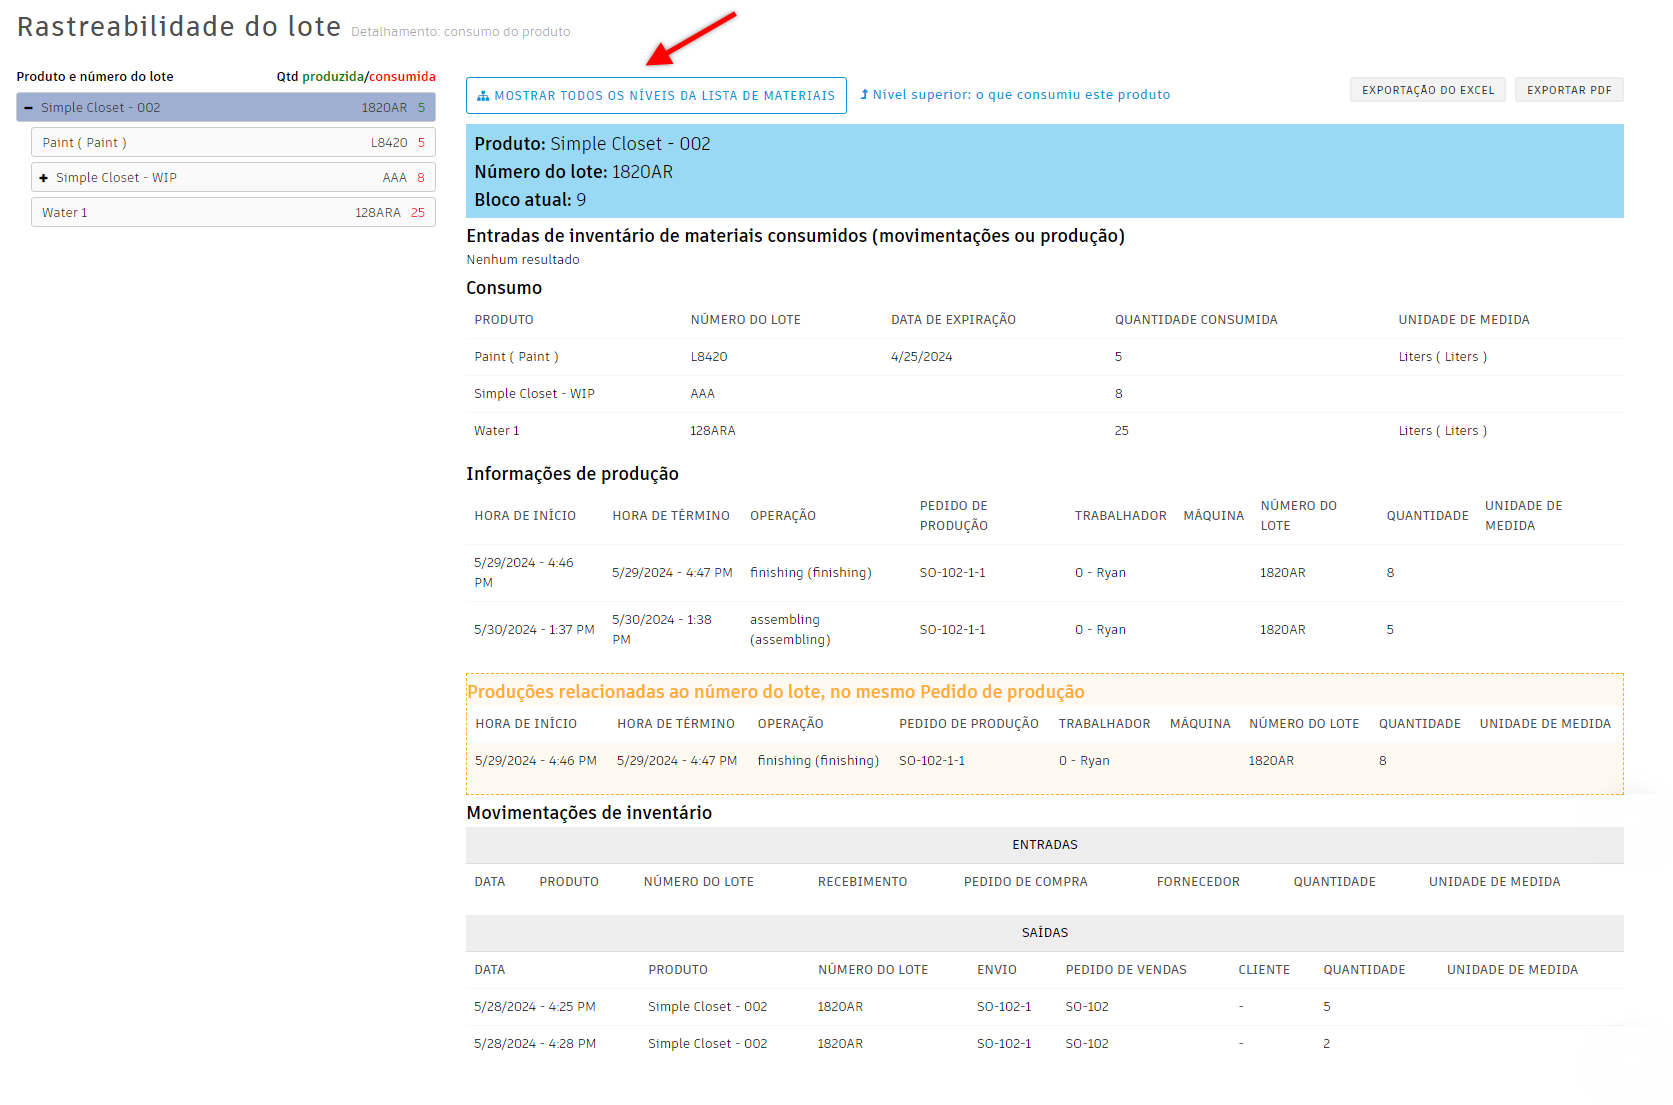 Rastreabilidade do lote Detalhamento: consumo do produto
Produto e número do lote Qtd produzida/consumida
Simple Closet - 002 1820AR 5
Paint ( Paint ) L8420 5
Simple Closet - WIP AAA 8
Water 1 128ARA 25
MOSTRAR TODOS OS NÍVEIS DA LISTA DE MATERIAIS Nível superior: o que consumiu este produto EXPORTAÇÃO DO EXCEL EXPORTAR PDF
Produto: Simple Closet - 002
Número do lote: 1820AR
Bloco atual: 9
Entradas de inventário de materiais consumidos (movimentações ou produção)
Nenhum resultado
Consumo
PRODUTO NÚMERO DO LOTE DATA DE EXPIRAÇÃO QUANTIDADE CONSUMIDA UNIDADE DE MEDIDA
Paint ( Paint ) L8420 4/25/2024 5 Liters ( Liters )
Simple Closet - WIP AAA 8
Water 1 128ARA 25 Liters ( Liters )
Informações de produção
HORA DE INÍCIO HORA DE TÉRMINO OPERAÇÃO PEDIDO DE PRODUÇÃO TRABALHADOR MÁQUINA NÚMERO DO LOTE QUANTIDADE UNIDADE DE MEDIDA
5/29/2024 - 4:46 PM 5/29/2024 - 4:47 PM finishing (finishing) SO-102-1-1 0 - Ryan 1820AR 8
5/30/2024 - 1:37 PM 5/30/2024 - 1:38 PM assembling (assembling) SO-102-1-1 0 - Ryan 1820AR 5
Produções relacionadas ao número do lote, no mesmo Pedido de produção
HORA DE INÍCIO HORA DE TÉRMINO OPERAÇÃO PEDIDO DE PRODUÇÃO TRABALHADOR MÁQUINA NÚMERO DO LOTE QUANTIDADE UNIDADE DE MEDIDA
5/29/2024 - 4:46 PM 5/29/2024 - 4:47 PM finishing (finishing) SO-102-1-1 0 - Ryan 1820AR 8
Movimentações de inventário
ENTRADAS
DATA PRODUTO NÚMERO DO LOTE RECEBIMENTO PEDIDO DE COMPRA FORNECEDOR QUANTIDADE UNIDADE DE MEDIDA
SAÍDAS
DATA PRODUTO NÚMERO DO LOTE ENVIO PEDIDO DE VENDAS CLIENTE QUANTIDADE UNIDADE DE MEDIDA
5/28/2024 - 4:25 PM Simple Closet - 002 1820AR SO-102-1 SO-102 - 5
5/28/2024 - 4:28 PM Simple Closet - 002 1820AR SO-102-1 SO-102 - 2